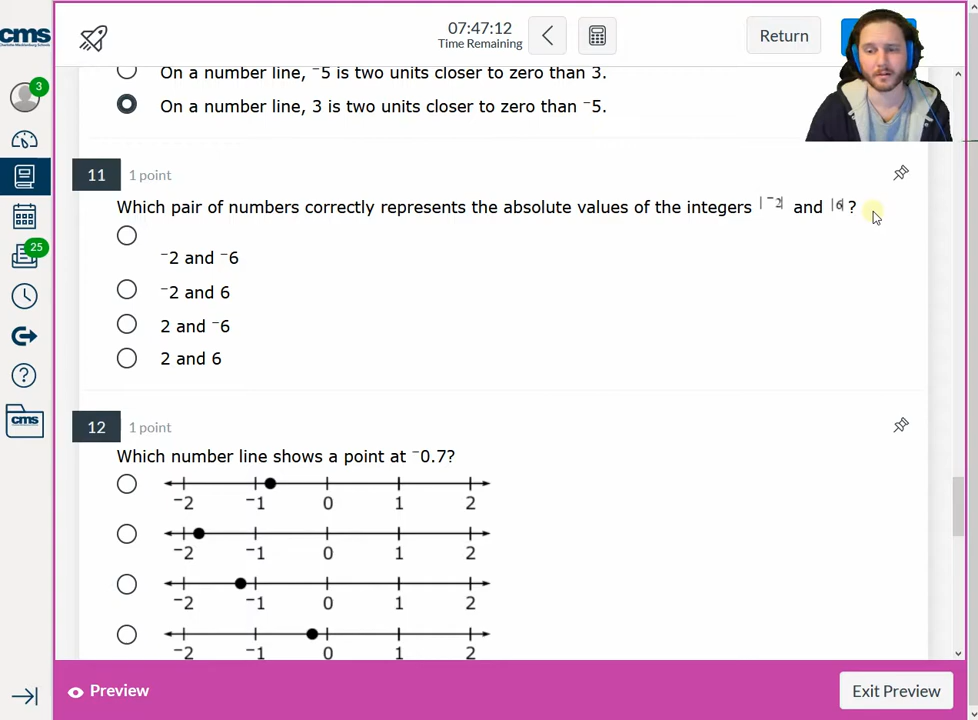 cms
07:47:12
Time Remaining
Return
3
25
cms
On a number line, ⁻5 is two units closer to zero than 3.
On a number line, 3 is two units closer to zero than ⁻5.
11 1 point
Which pair of numbers correctly represents the absolute values of the integers |⁻2| and |6| ?
⁻2 and ⁻6
⁻2 and 6
2 and ⁻6
2 and 6
12 1 point
Which number line shows a point at ⁻0.7?
⁻2 ⁻1 0 1 2
⁻2 ⁻1 0 1 2
⁻2 ⁻1 0 1 2
⁻2 ⁻1 0 1 2
Preview
Exit Preview